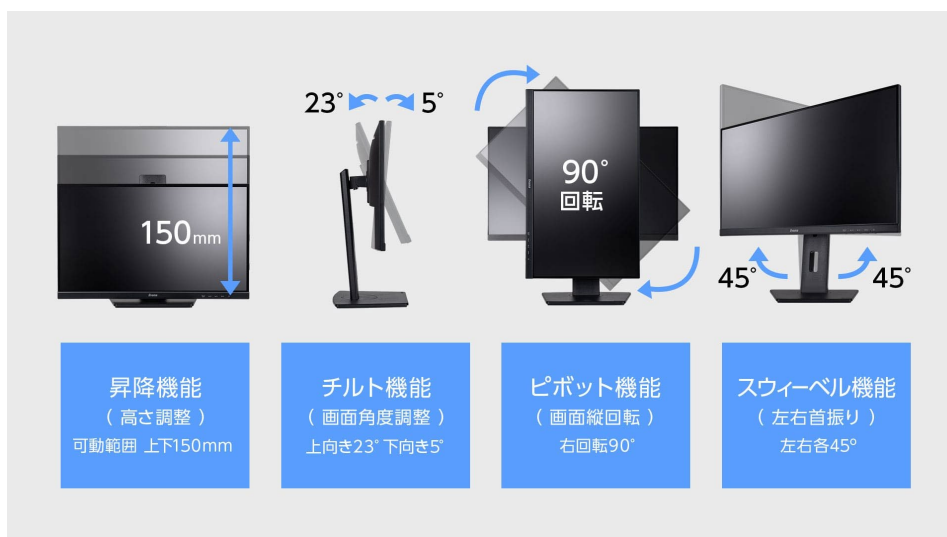 150mm
23° 5°
90°
回転
45° 45°
昇降機能
（ 高さ調整 ）
可動範囲 上下150mm
チルト機能
（ 画面角度調整 ）
上向き23° 下向き5°
ピボット機能
（ 画面縦回転 ）
右回転90°
スウィーベル機能
（ 左右首振り ）
左右各45°